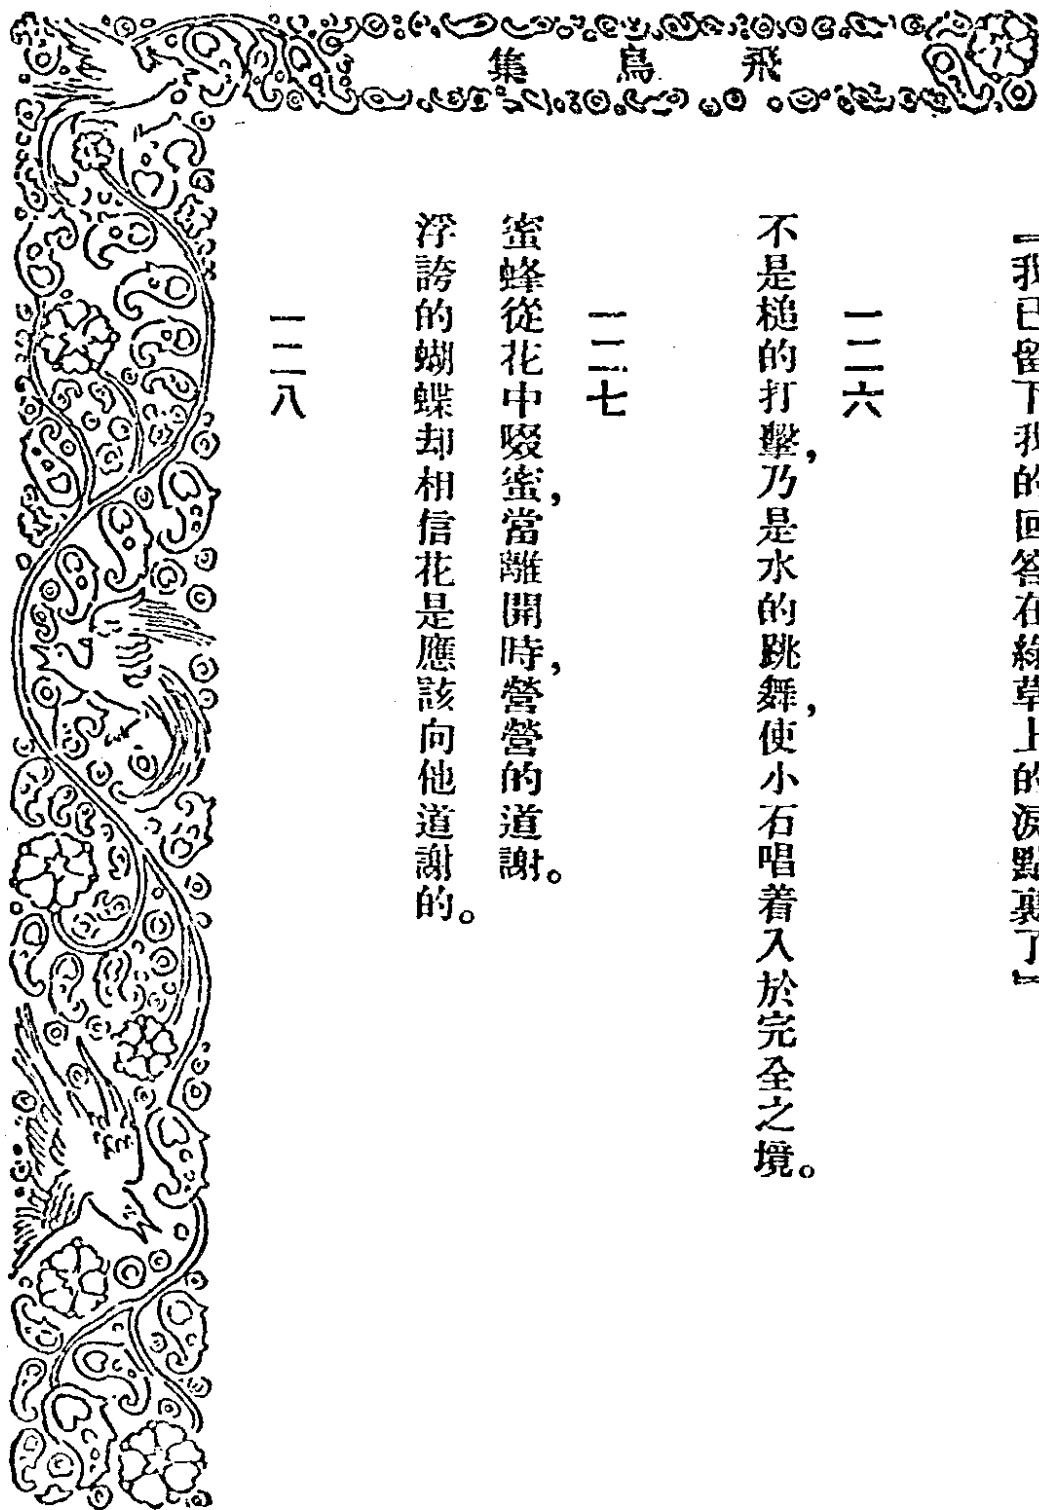 飛鳥集
『我已留下我的回答在綠草上的淚點裏了』
一二六
不是槌的打擊，乃是水的跳舞，使小石唱着入於完全之境。
一二七
蜜蜂從花中啜蜜，當離開時，營營的道謝。
浮誇的蝴蝶却相信花是應該向他道謝的。
一二八